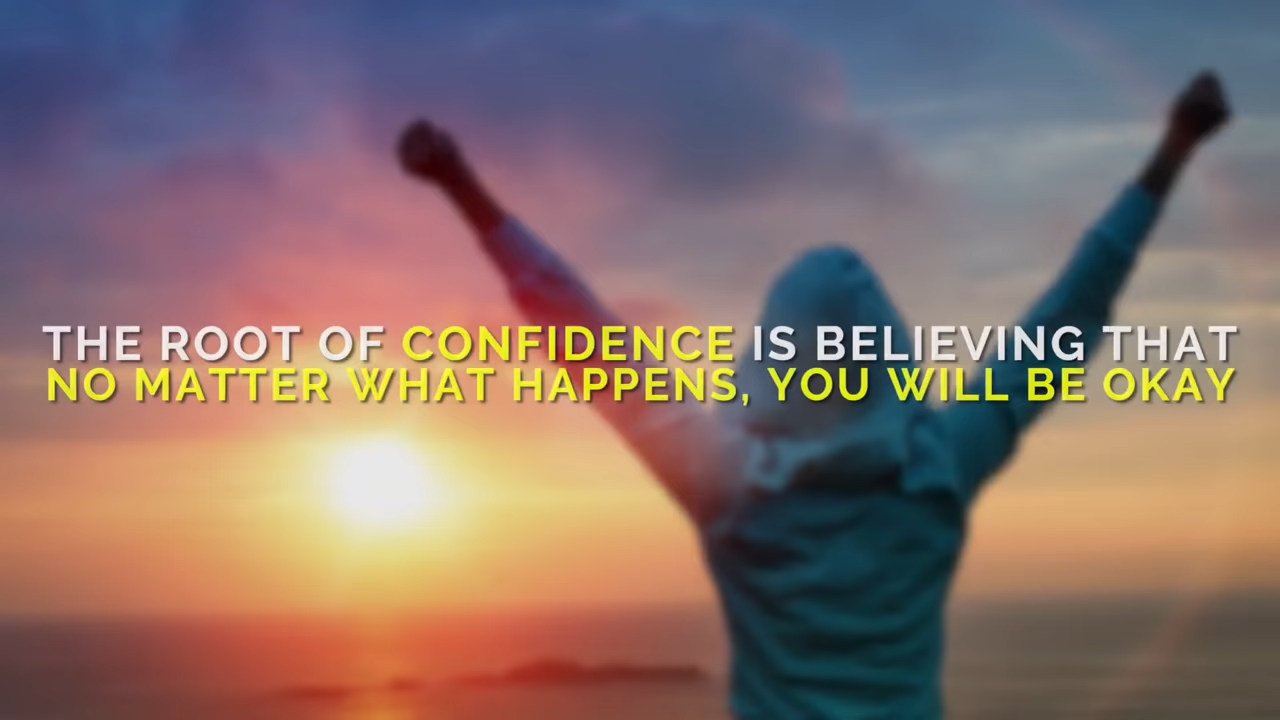 THE ROOT OF CONFIDENCE IS BELIEVING THAT
NO MATTER WHAT HAPPENS, YOU WILL BE OKAY